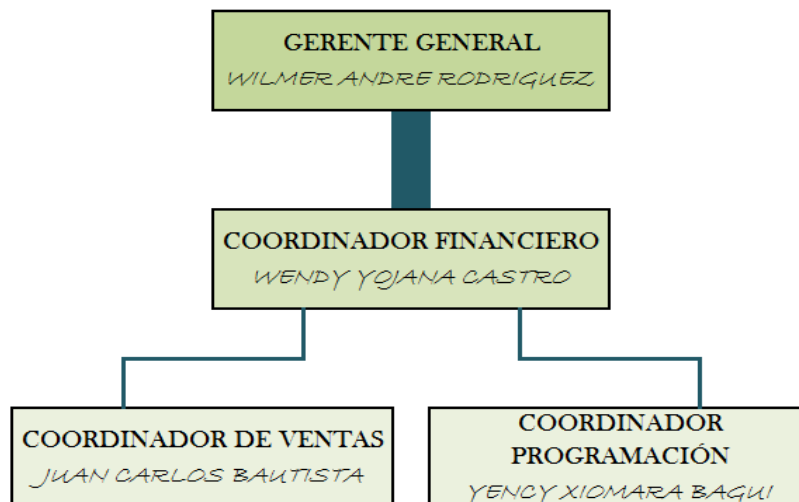 GERENTE GENERAL
WILMER ANDRE RODRIGUEZ
COORDINADOR FINANCIERO
WENDY YOJANA CASTRO
COORDINADOR DE VENTAS
JUAN CARLOS BAUTISTA
COORDINADOR
PROGRAMACIÓN
YENCY XIOMARA BAGUI